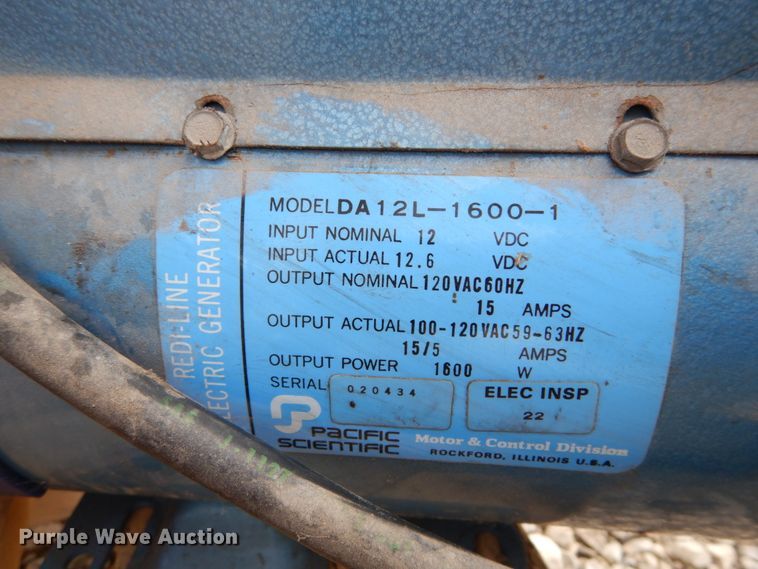 REDI-LINE
ELECTRIC GENERATOR
MODEL DA12L-1600-1
INPUT NOMINAL 12 VDC
INPUT ACTUAL 12.6 VDC
OUTPUT NOMINAL 120VAC60HZ
15 AMPS
OUTPUT ACTUAL 100-120VAC59-63HZ
15/5 AMPS
OUTPUT POWER 1600 W
SERIAL 020434
ELEC INSP
22
PACIFIC
SCIENTIFIC
Motor & Control Division
ROCKFORD, ILLINOIS U.S.A.
Purple Wave Auction